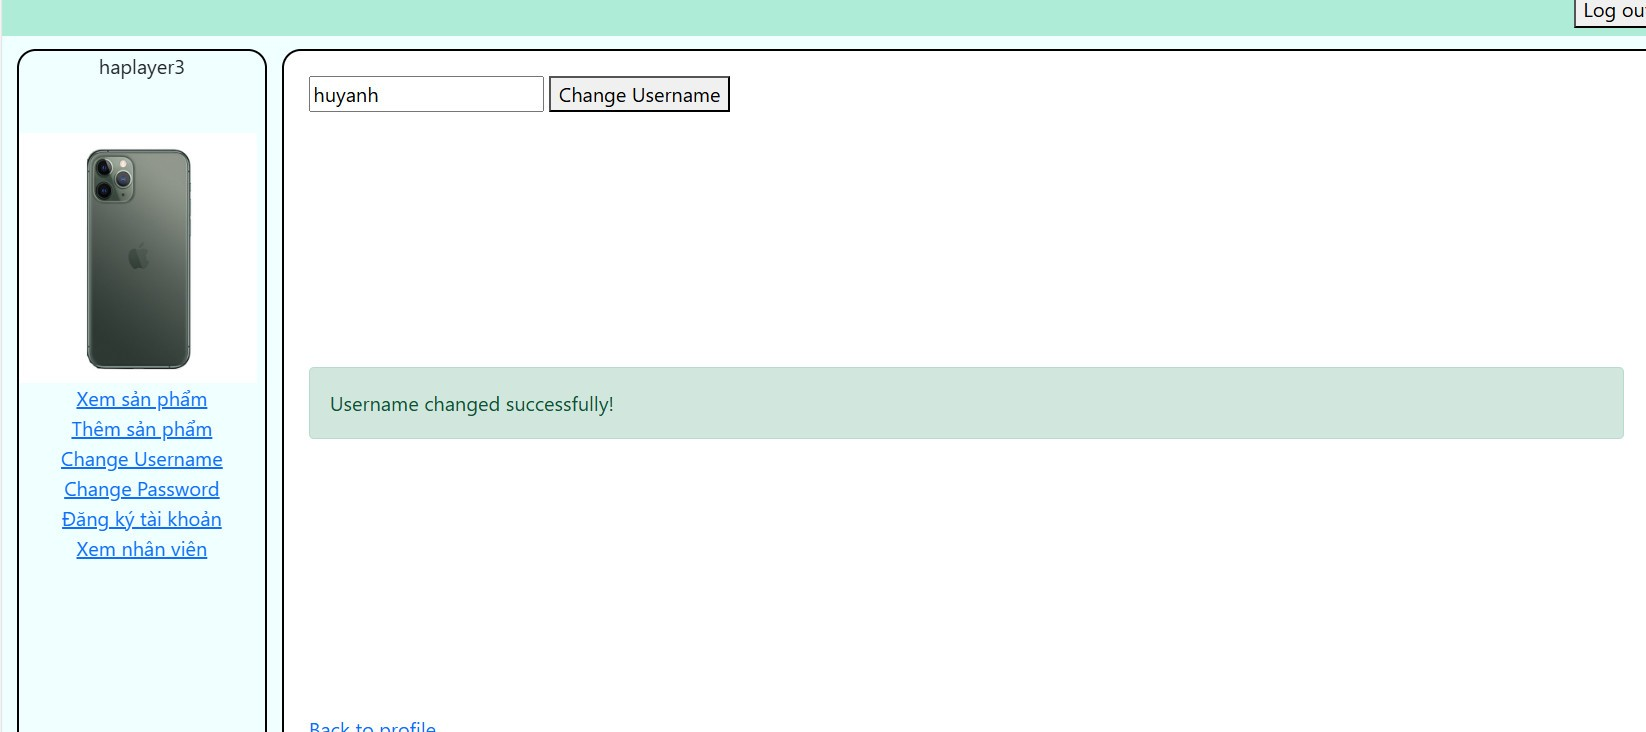 Log ou
haplayer3
huyanh Change Username
Xem sản phẩm
Thêm sản phẩm
Change Username
Change Password
Đăng ký tài khoản
Xem nhân viên
Username changed successfully!
Back to profile